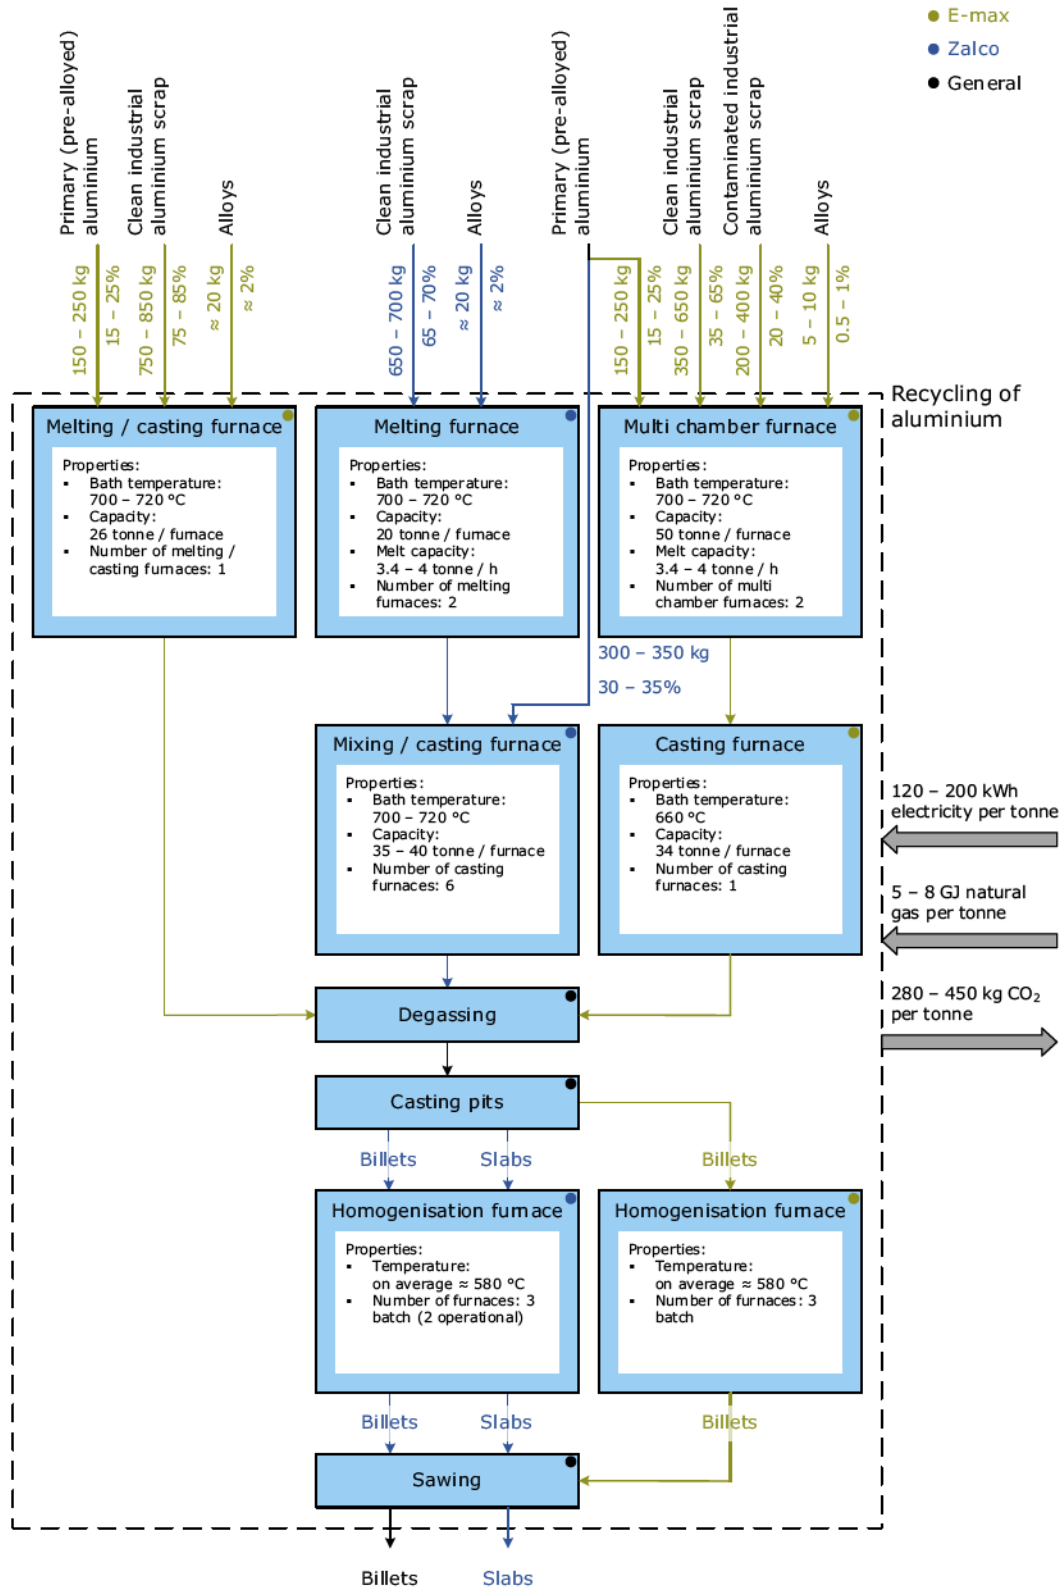 E-max
Zalco
General
Primary (pre-alloyed)
aluminium
Clean industrial
aluminium scrap
Alloys
Clean industrial
aluminium scrap
Alloys
Primary (pre-alloyed)
aluminium
Clean industrial
aluminium scrap
Contaminated industrial
aluminium scrap
Alloys
150 – 250 kg
15 – 25%
750 – 850 kg
75 – 85%
≈ 20 kg
≈ 2%
650 – 700 kg
65 – 70%
≈ 20 kg
≈ 2%
150 – 250 kg
15 – 25%
350 – 650 kg
35 – 65%
200 – 400 kg
20 – 40%
5 – 10 kg
0.5 – 1%
Recycling of
aluminium
Melting / casting furnace
Properties:
▪ Bath temperature:
700 – 720 °C
▪ Capacity:
26 tonne / furnace
▪ Number of melting /
casting furnaces: 1
Melting furnace
Properties:
▪ Bath temperature:
700 – 720 °C
▪ Capacity:
20 tonne / furnace
▪ Melt capacity:
3.4 – 4 tonne / h
▪ Number of melting
furnaces: 2
Multi chamber furnace
Properties:
▪ Bath temperature:
700 – 720 °C
▪ Capacity:
50 tonne / furnace
▪ Melt capacity:
3.4 – 4 tonne / h
▪ Number of multi
chamber furnaces: 2
300 – 350 kg
30 – 35%
Mixing / casting furnace
Properties:
▪ Bath temperature:
700 – 720 °C
▪ Capacity:
35 – 40 tonne / furnace
▪ Number of casting
furnaces: 6
Casting furnace
Properties:
▪ Bath temperature:
660 °C
▪ Capacity:
34 tonne / furnace
▪ Number of casting
furnaces: 1
120 – 200 kWh
electricity per tonne
5 – 8 GJ natural
gas per tonne
280 – 450 kg CO₂
per tonne
Degassing
Casting pits
Billets
Slabs
Billets
Homogenisation furnace
Properties:
▪ Temperature:
on average ≈ 580 °C
▪ Number of furnaces: 3
batch (2 operational)
Homogenisation furnace
Properties:
▪ Temperature:
on average ≈ 580 °C
▪ Number of furnaces: 3
batch
Billets
Slabs
Billets
Sawing
Billets
Slabs